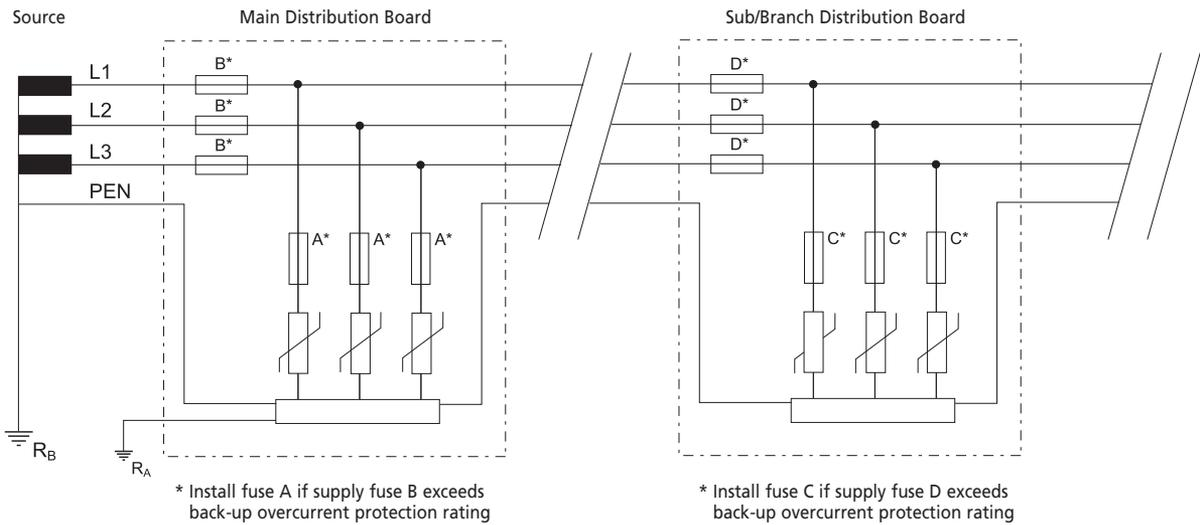 Source
Main Distribution Board
Sub/Branch Distribution Board
L1
B*
D*
L2
B*
D*
L3
B*
D*
PEN
A*
A*
A*
C*
C*
C*
RB
RA
* Install fuse A if supply fuse B exceeds
back-up overcurrent protection rating
* Install fuse C if supply fuse D exceeds
back-up overcurrent protection rating